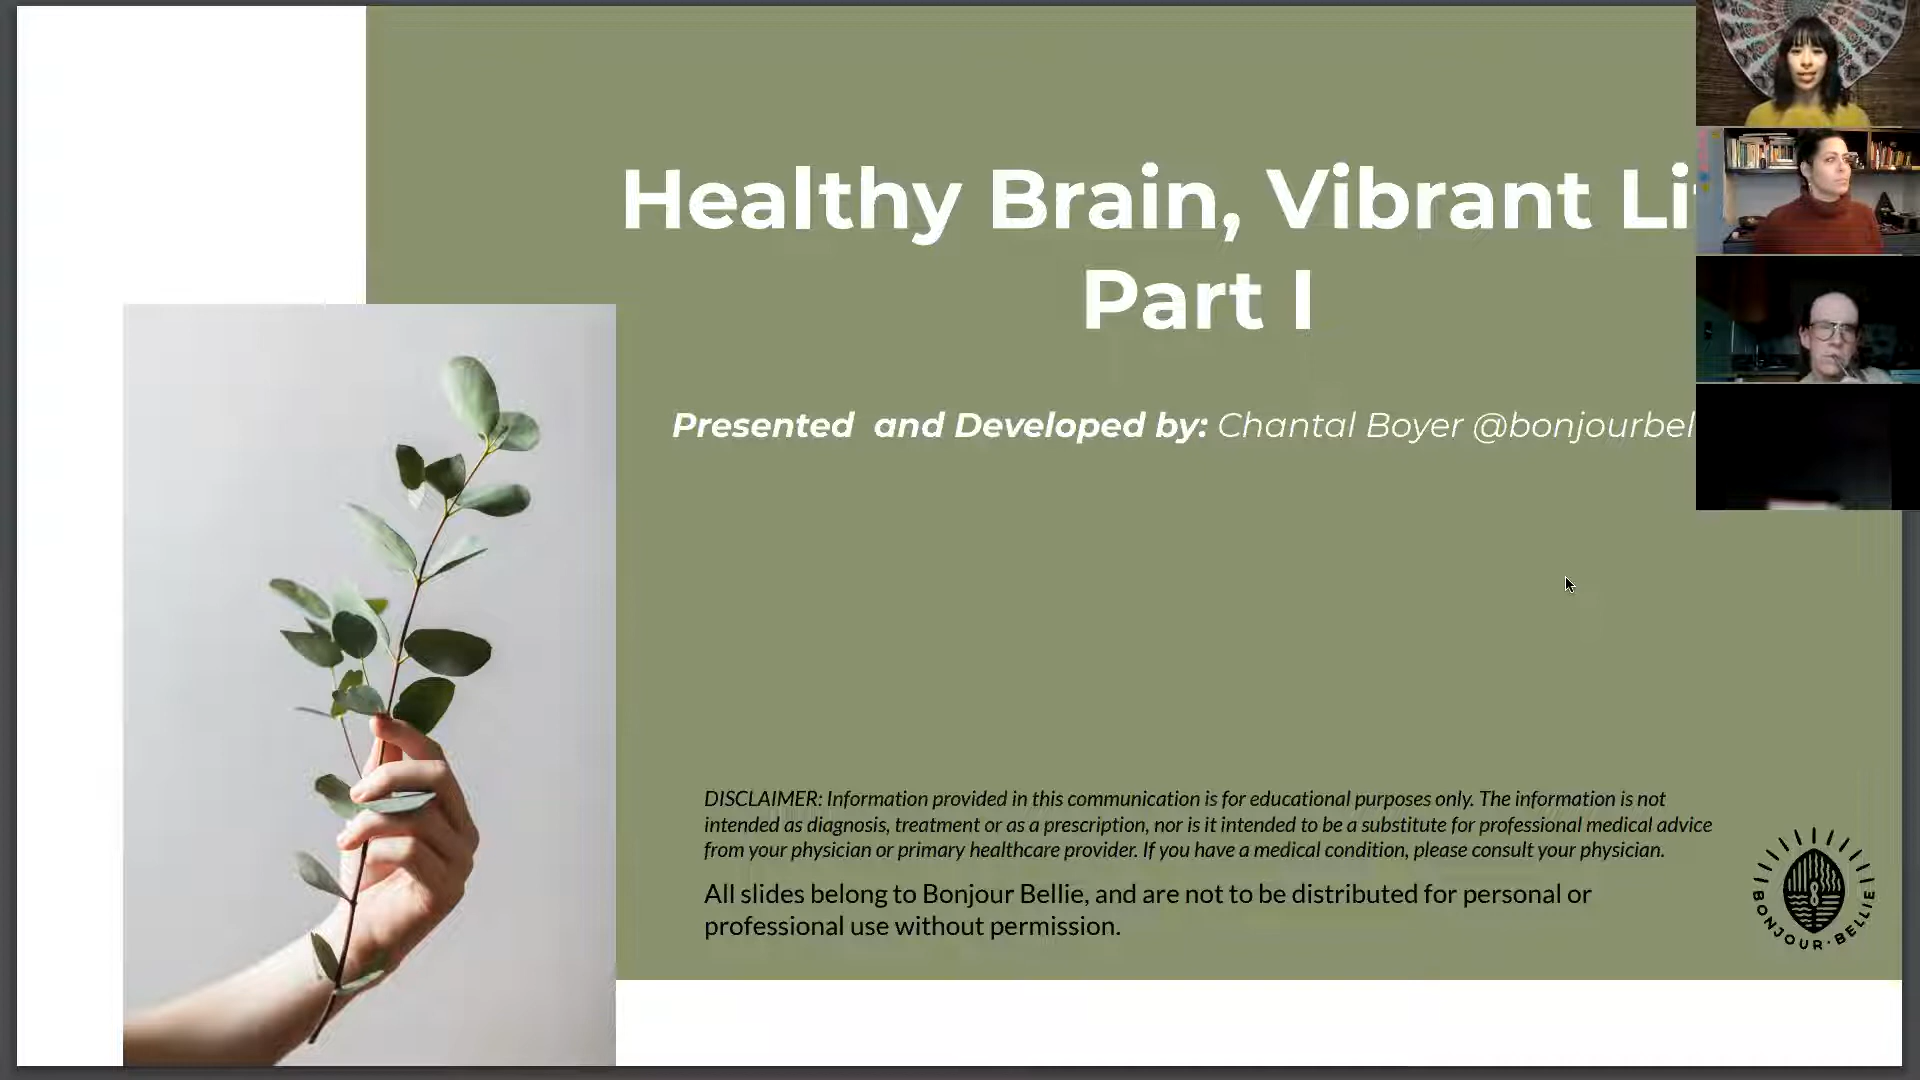 Healthy Brain, Vibrant
Part I
Presented and Developed by: Chantal Boyer @bonjourbel
DISCLAIMER: Information provided in this communication is for educational purposes only. The information is not
intended as diagnosis, treatment or as a prescription, nor is it intended to be a substitute for professional medical advice
from your physician or primary healthcare provider. If you have a medical condition, please consult your physician.
All slides belong to Bonjour Bellie, and are not to be distributed for personal or
professional use without permission.
BONJOUR·BELLIE